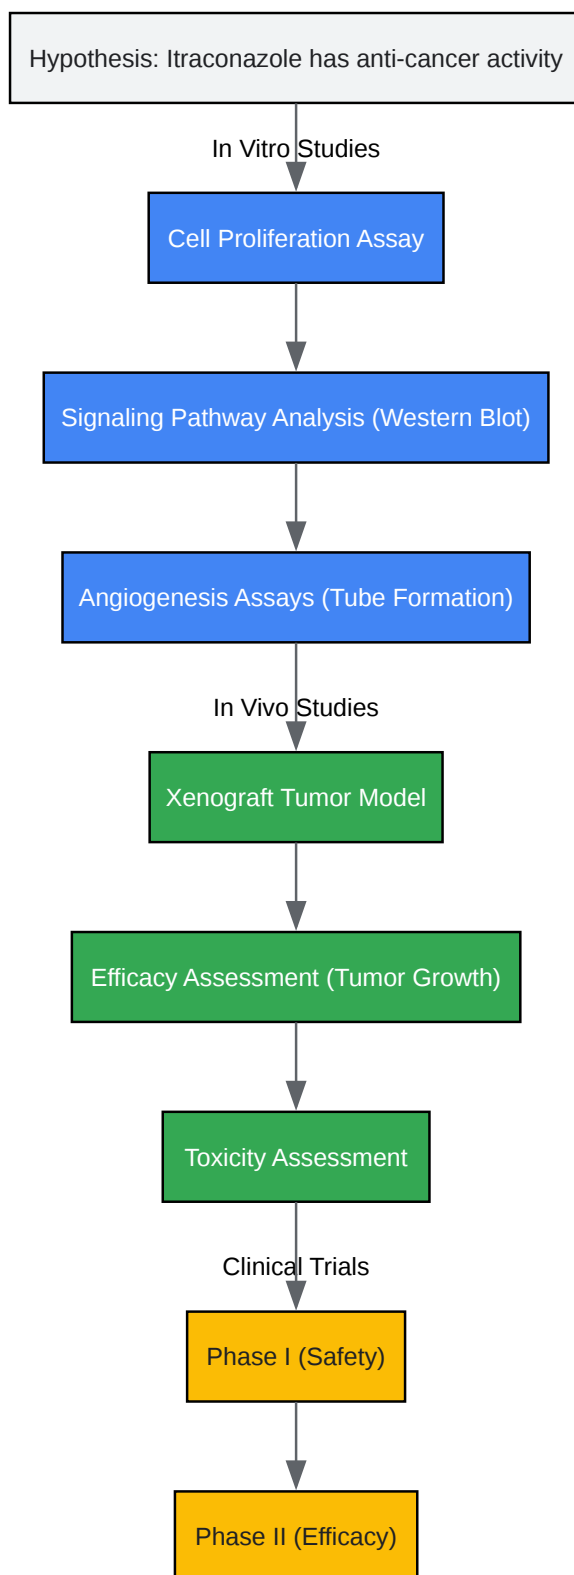 Hypothesis: Itraconazole has anti-cancer activity
In Vitro Studies
Cell Proliferation Assay
Signaling Pathway Analysis (Western Blot)
Angiogenesis Assays (Tube Formation)
In Vivo Studies
Xenograft Tumor Model
Efficacy Assessment (Tumor Growth)
Toxicity Assessment
Clinical Trials
Phase I (Safety)
Phase II (Efficacy)